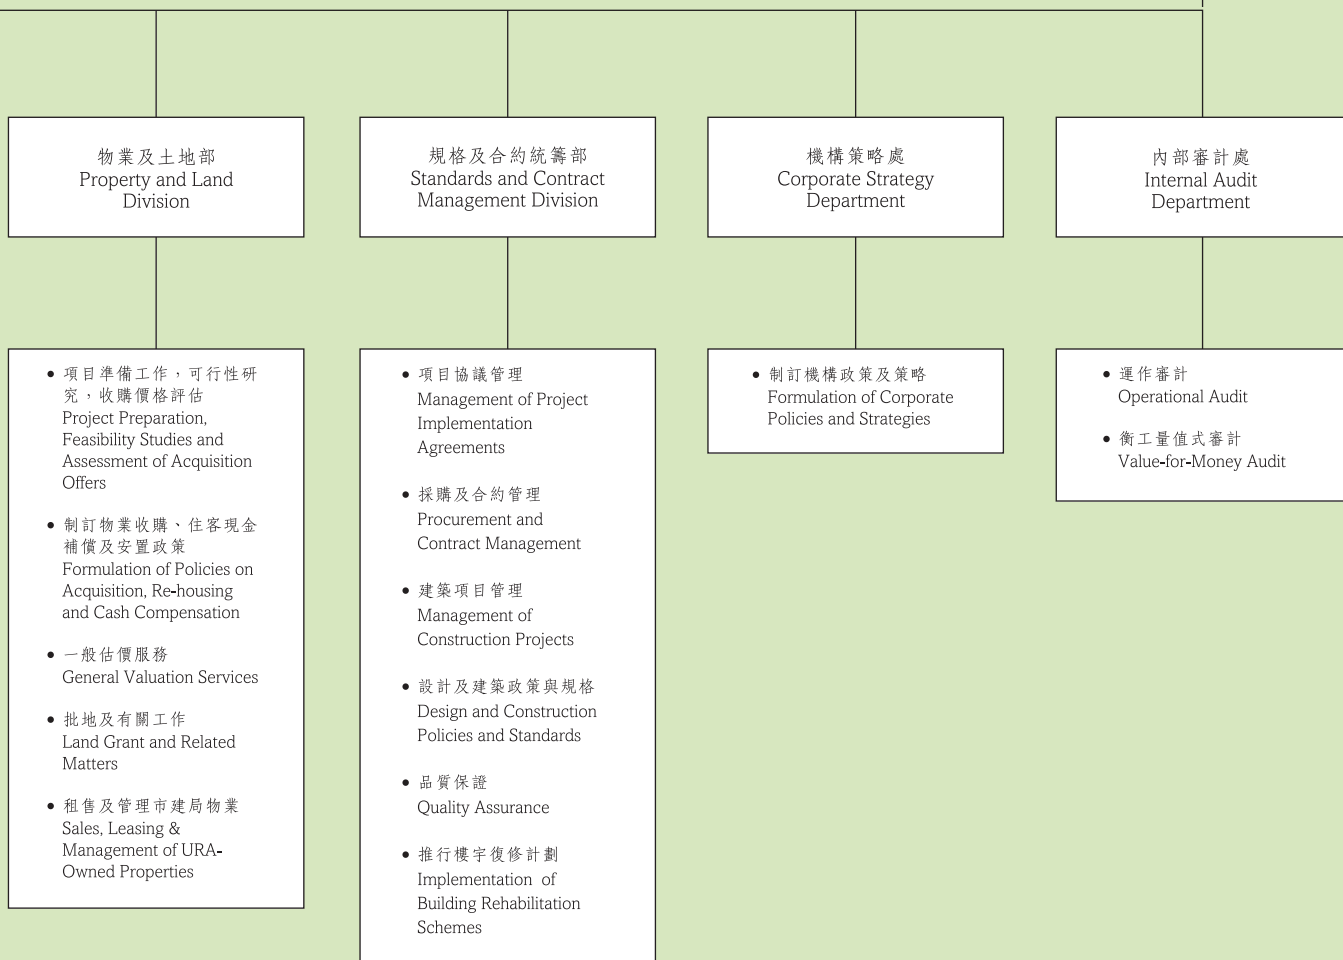 物業及土地部
Property and Land
Division
規格及合約統籌部
Standards and Contract
Management Division
機構策略處
Corporate Strategy
Department
內部審計處
Internal Audit
Department
• 項目準備工作，可行性研
究，收購價格評估
Project Preparation,
Feasibility Studies and
Assessment of Acquisition
Offers
• 制訂物業收購、住客現金
補償及安置政策
Formulation of Policies on
Acquisition, Re-housing
and Cash Compensation
• 一般估價服務
General Valuation Services
• 批地及有關工作
Land Grant and Related
Matters
• 租售及管理市建局物業
Sales, Leasing &
Management of URA-
Owned Properties
• 項目協議管理
Management of Project
Implementation
Agreements
• 採購及合約管理
Procurement and
Contract Management
• 建築項目管理
Management of
Construction Projects
• 設計及建築政策與規格
Design and Construction
Policies and Standards
• 品質保證
Quality Assurance
• 推行樓宇復修計劃
Implementation of
Building Rehabilitation
Schemes
• 制訂機構政策及策略
Formulation of Corporate
Policies and Strategies
• 運作審計
Operational Audit
• 衡工量值式審計
Value-for-Money Audit